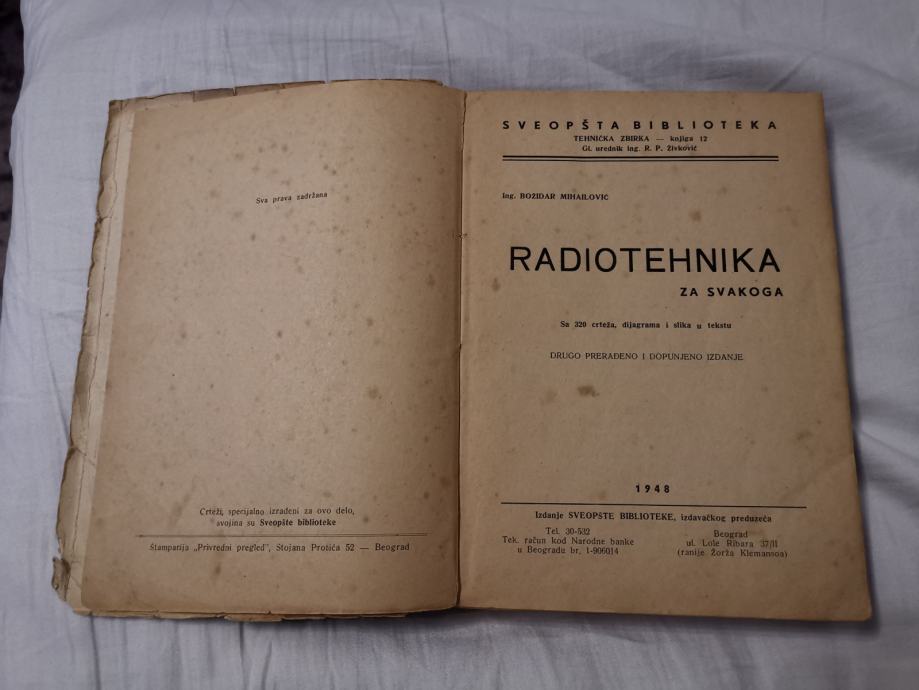 Sva prava zadržana
Crteži, specijalno izrađeni za ovo delo,
svojina su Sveopšte biblioteke
Štamparija „Privredni pregled", Stojana Protića 52 — Beograd
SVEOPŠTA BIBLIOTEKA
TEHNIČKA ZBIRKA — knjiga 12
Gl. urednik ing. R. P. Živković
Ing. BOŽIDAR MIHAILOVIĆ
RADIOTEHNIKA
ZA SVAKOGA
Sa 320 crteža, dijagrama i slika u tekstu
DRUGO PRERAĐENO I DOPUNJENO IZDANJE
1948
Izdanje SVEOPŠTE BIBLIOTEKE, izdavačkog preduzeća
Tel. 30-532
Tek. račun kod Narodne banke
u Beogradu br. 1-906014
Beograd
ul. Lole Ribara 37/II
(ranije Žorža Klemansoa)